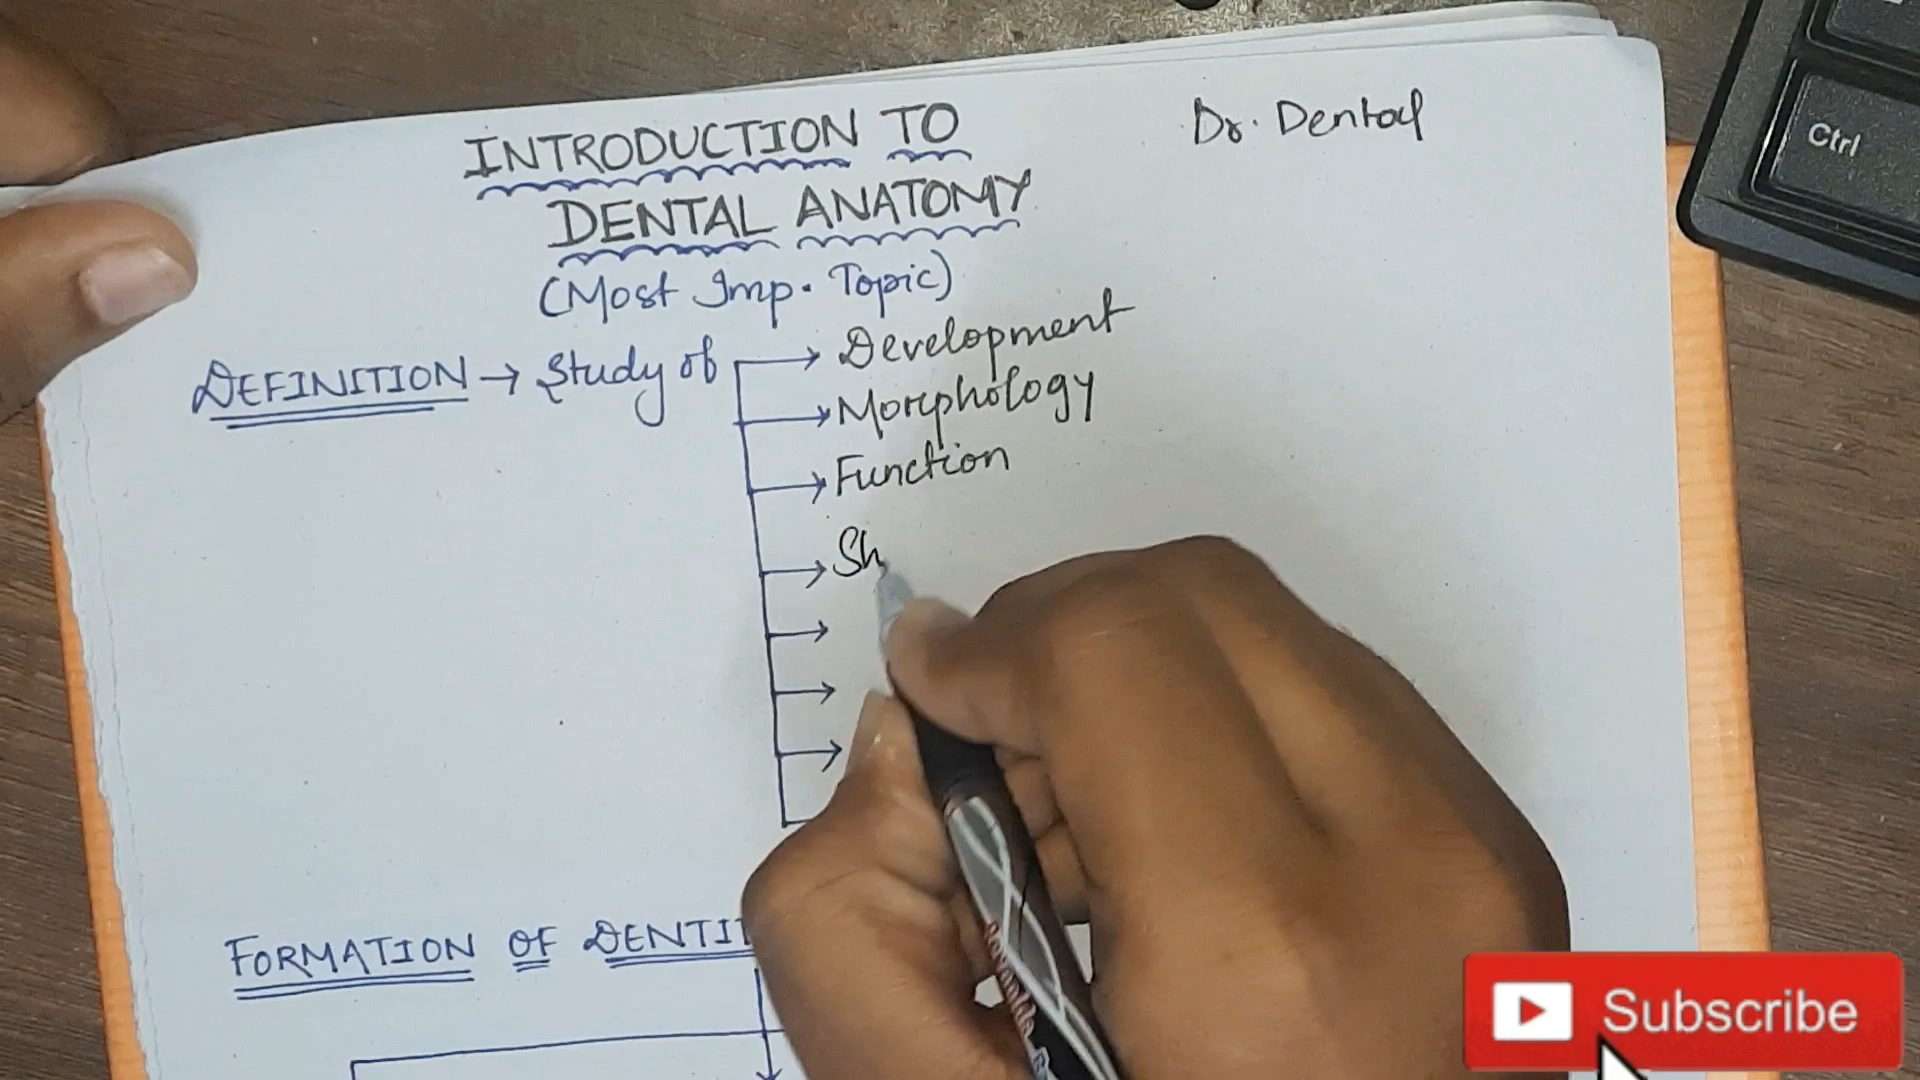 INTRODUCTION TO
DENTAL ANATOMY
Dr. Dental
(Most Imp. Topic)
DEFINITION → Study of
→ Development
→ Morphology
→ Function
→ Sh
FORMATION OF DENTIT
Ctrl
Subscribe